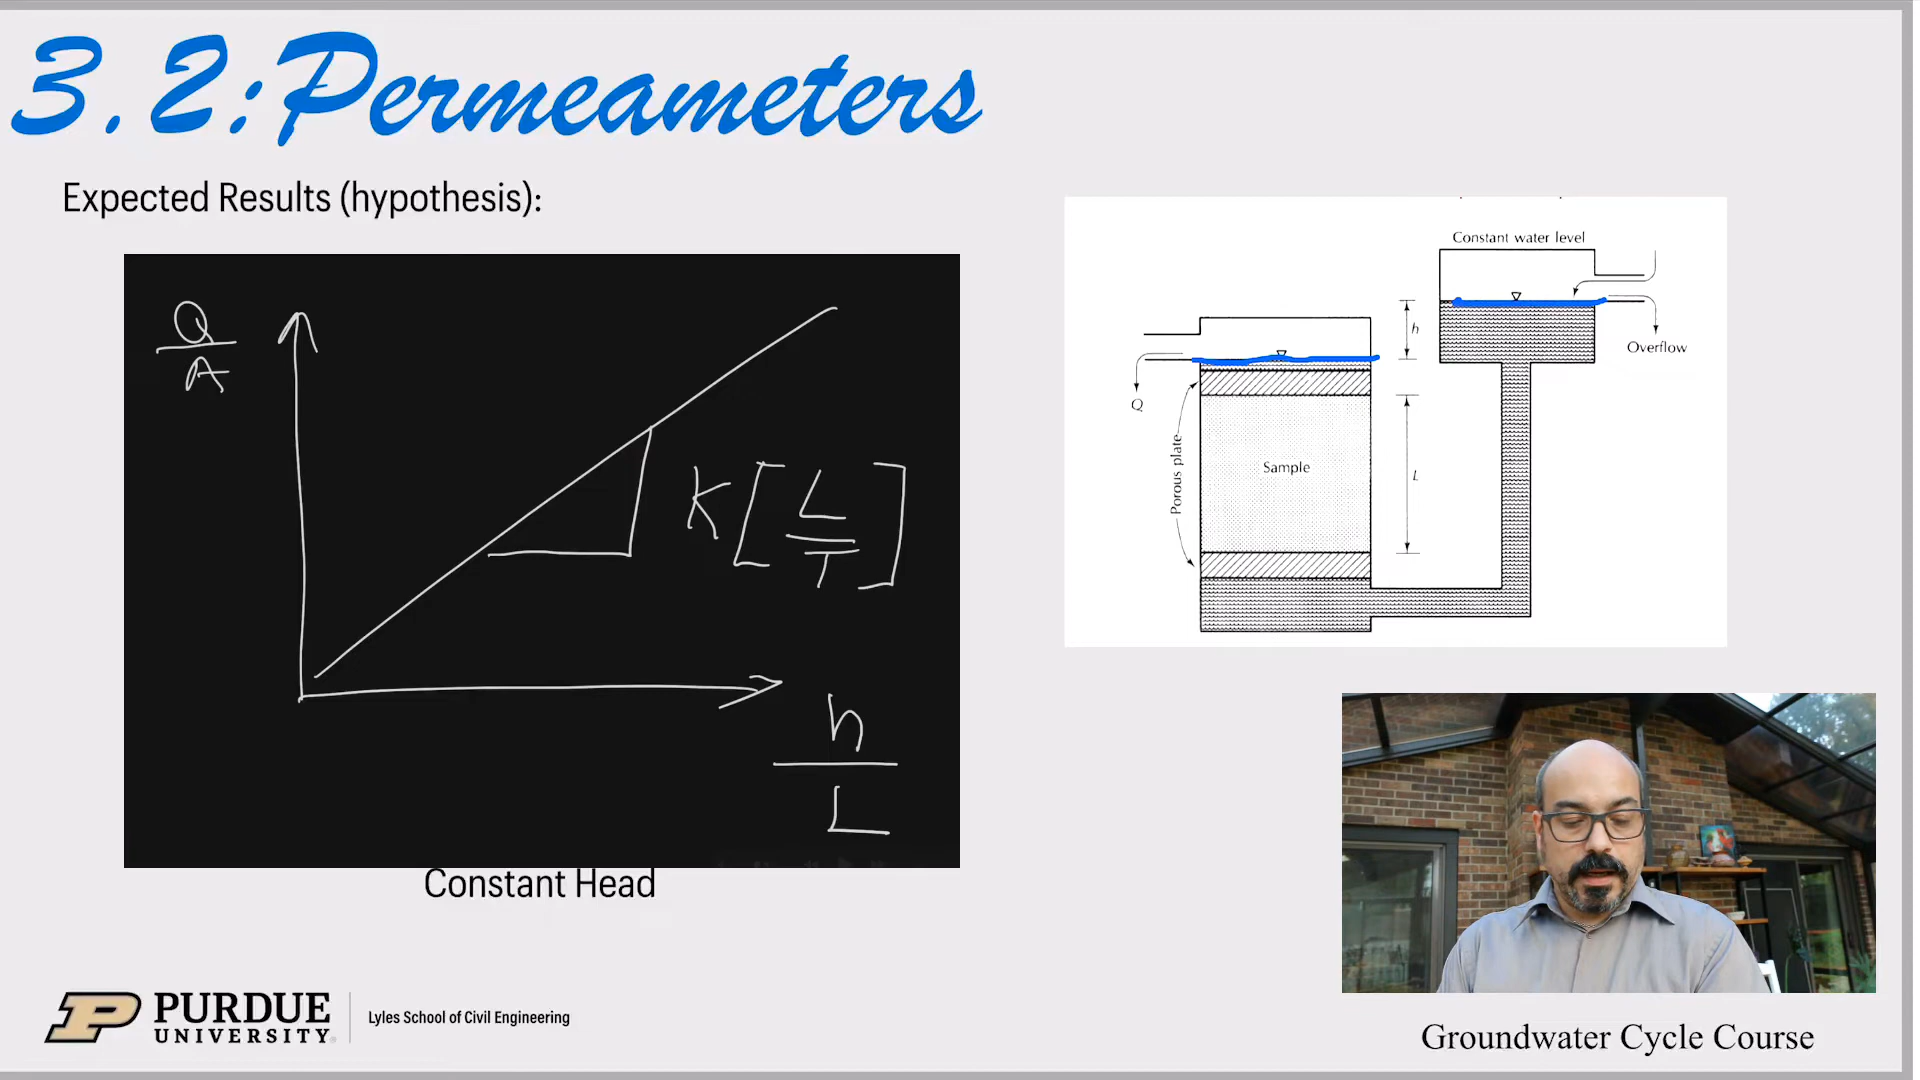 3.2: Permeameters
Expected Results (hypothesis):
Q
A
K [ L
T ]
h
L
Constant Head
Constant water level
h
Overflow
Q
Porous plate
Sample
L
PURDUE
UNIVERSITY
Lyles School of Civil Engineering
Groundwater Cycle Course